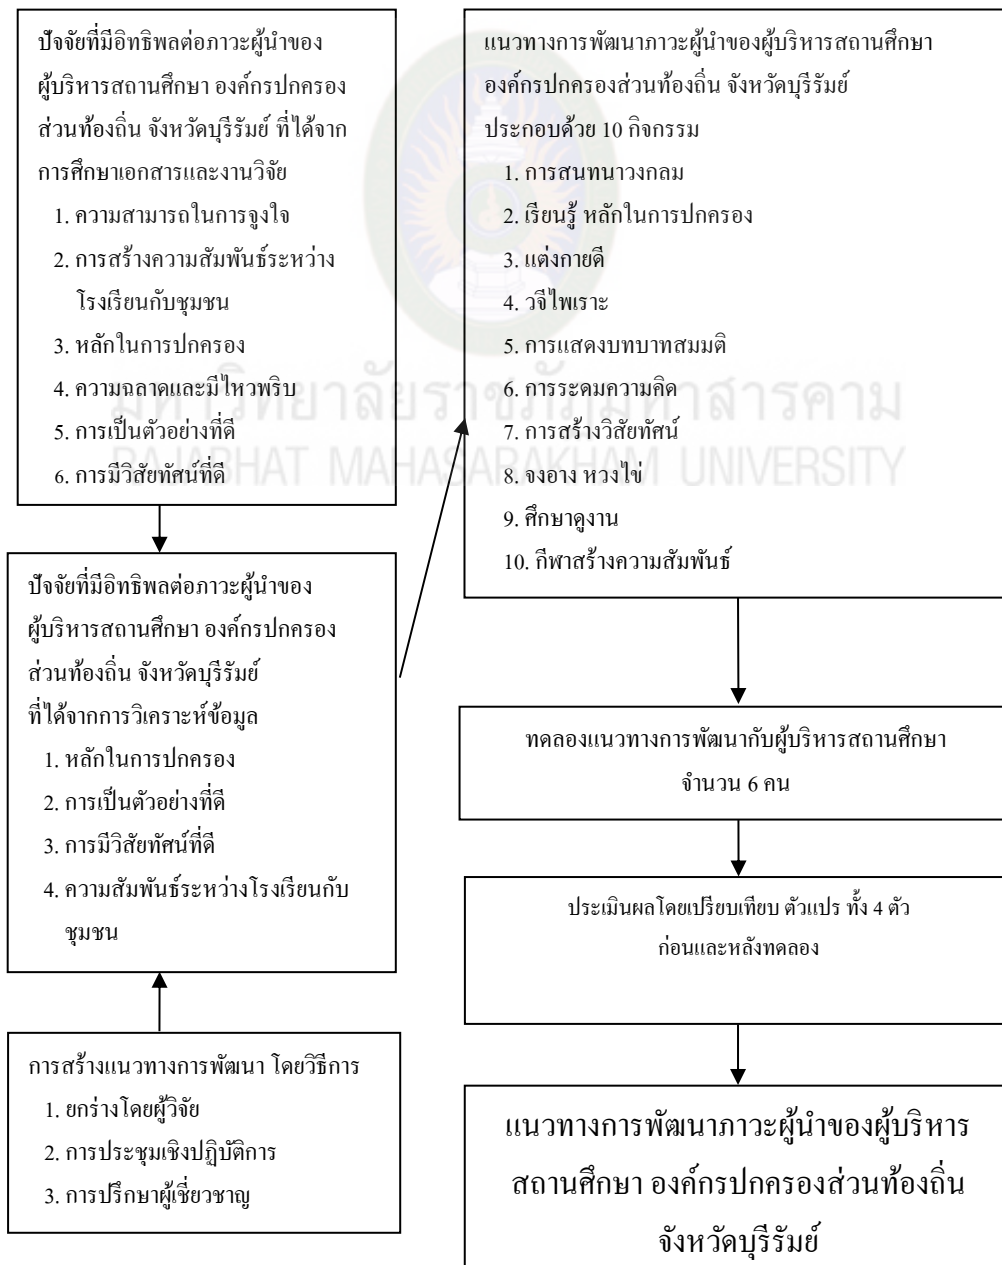 ปัจจัยที่มีอิทธิพลต่อภาวะผู้นำของ
ผู้บริหารสถานศึกษา องค์กรปกครอง
ส่วนท้องถิ่น จังหวัดบุรีรัมย์ ที่ได้จาก
การศึกษาเอกสารและงานวิจัย
1. ความสามารถในการจูงใจ
2. การสร้างความสัมพันธ์ระหว่าง
โรงเรียนกับชุมชน
3. หลักในการปกครอง
4. ความฉลาดและมีไหวพริบ
5. การเป็นตัวอย่างที่ดี
6. การมีวิสัยทัศน์ที่ดี
ปัจจัยที่มีอิทธิพลต่อภาวะผู้นำของ
ผู้บริหารสถานศึกษา องค์กรปกครอง
ส่วนท้องถิ่น จังหวัดบุรีรัมย์
ที่ได้จากการวิเคราะห์ข้อมูล
1. หลักในการปกครอง
2. การเป็นตัวอย่างที่ดี
3. การมีวิสัยทัศน์ที่ดี
4. ความสัมพันธ์ระหว่างโรงเรียนกับ
ชุมชน
การสร้างแนวทางการพัฒนา โดยวิธีการ
1. ยกร่างโดยผู้วิจัย
2. การประชุมเชิงปฏิบัติการ
3. การปรึกษาผู้เชี่ยวชาญ
แนวทางการพัฒนาภาวะผู้นำของผู้บริหารสถานศึกษา
องค์กรปกครองส่วนท้องถิ่น จังหวัดบุรีรัมย์
ประกอบด้วย 10 กิจกรรม
1. การสนทนาวงกลม
2. เรียนรู้ หลักในการปกครอง
3. แต่งกายดี
4. วจีไพเราะ
5. การแสดงบทบาทสมมติ
6. การระดมความคิด
7. การสร้างวิสัยทัศน์
8. จงอาง หวงไข่
9. ศึกษาดูงาน
10. กีฬาสร้างความสัมพันธ์
ทดลองแนวทางการพัฒนากับผู้บริหารสถานศึกษา
จำนวน 6 คน
ประเมินผลโดยเปรียบเทียบ ตัวแปร ทั้ง 4 ตัว
ก่อนและหลังทดลอง
แนวทางการพัฒนาภาวะผู้นำของผู้บริหาร
สถานศึกษา องค์กรปกครองส่วนท้องถิ่น
จังหวัดบุรีรัมย์
มหาวิทยาลัยราชภัฏมหาสารคาม
RAJABHAT MAHASARAKHAM UNIVERSITY